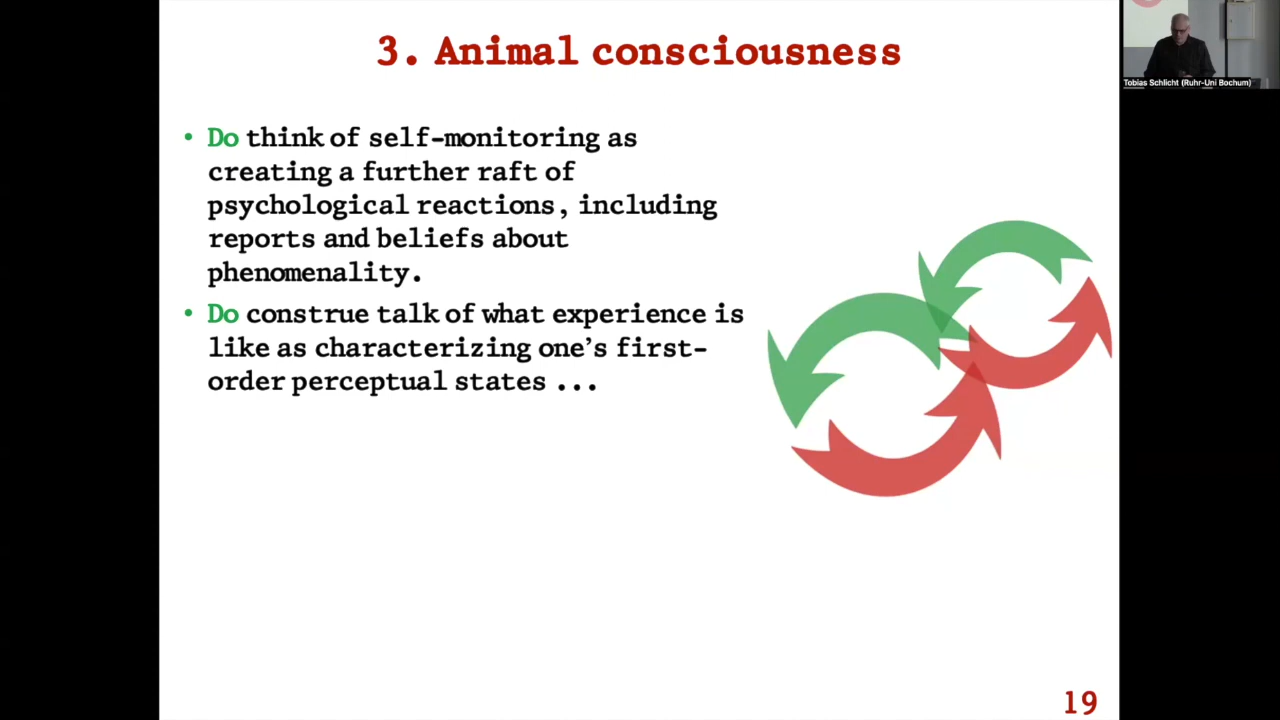 3. Animal consciousness
• Do think of self-monitoring as
creating a further raft of
psychological reactions, including
reports and beliefs about
phenomenality.
• Do construe talk of what experience is
like as characterizing one's first-
order perceptual states ...
19
Tobias Schlicht (Ruhr-Uni Bochum)